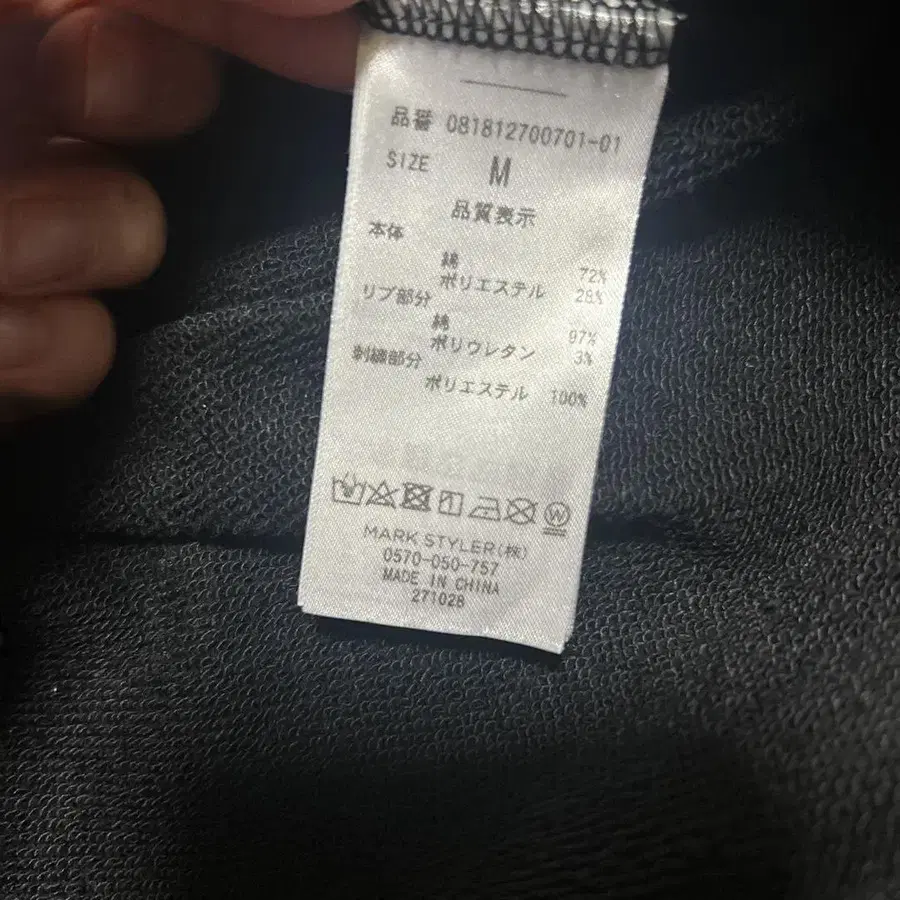 品番 081812700701-01
SIZE M
品質表示
本体
綿 72%
ポリエステル 28%
リブ部分
綿 97%
ポリウレタン 3%
刺繍部分
ポリエステル 100%
W
MARK STYLER(株)
0570-050-757
MADE IN CHINA
271028